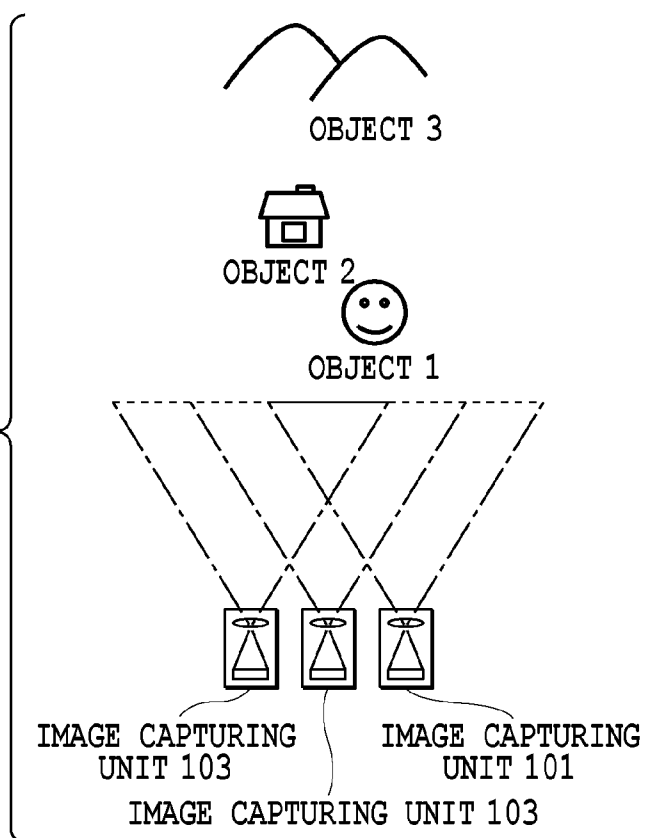 OBJECT 3
OBJECT 2
OBJECT 1
IMAGE CAPTURING
UNIT 103
IMAGE CAPTURING
UNIT 101
IMAGE CAPTURING UNIT 103